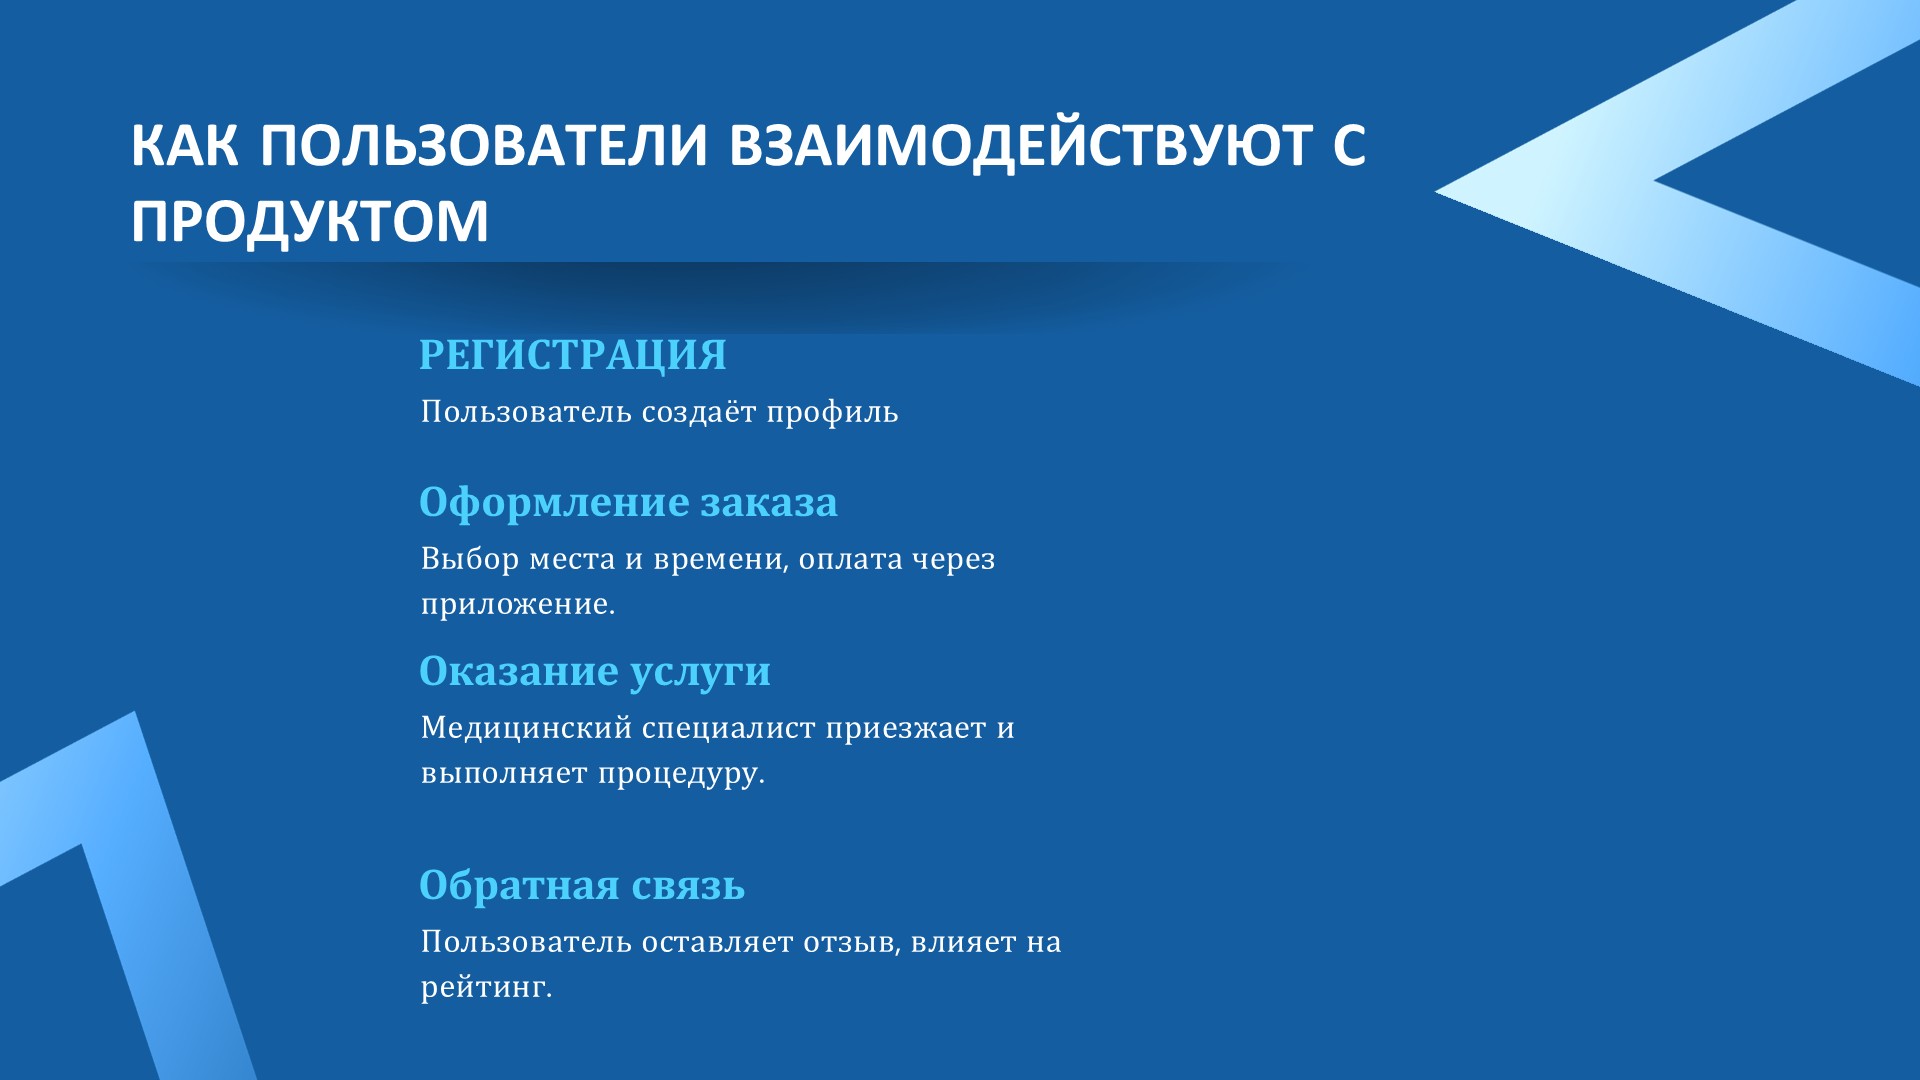 КАК ПОЛЬЗОВАТЕЛИ ВЗАИМОДЕЙСТВУЮТ С
ПРОДУКТОМ
РЕГИСТРАЦИЯ
Пользователь создаёт профиль
Оформление заказа
Выбор места и времени, оплата через
приложение.
Оказание услуги
Медицинский специалист приезжает и
выполняет процедуру.
Обратная связь
Пользователь оставляет отзыв, влияет на
рейтинг.